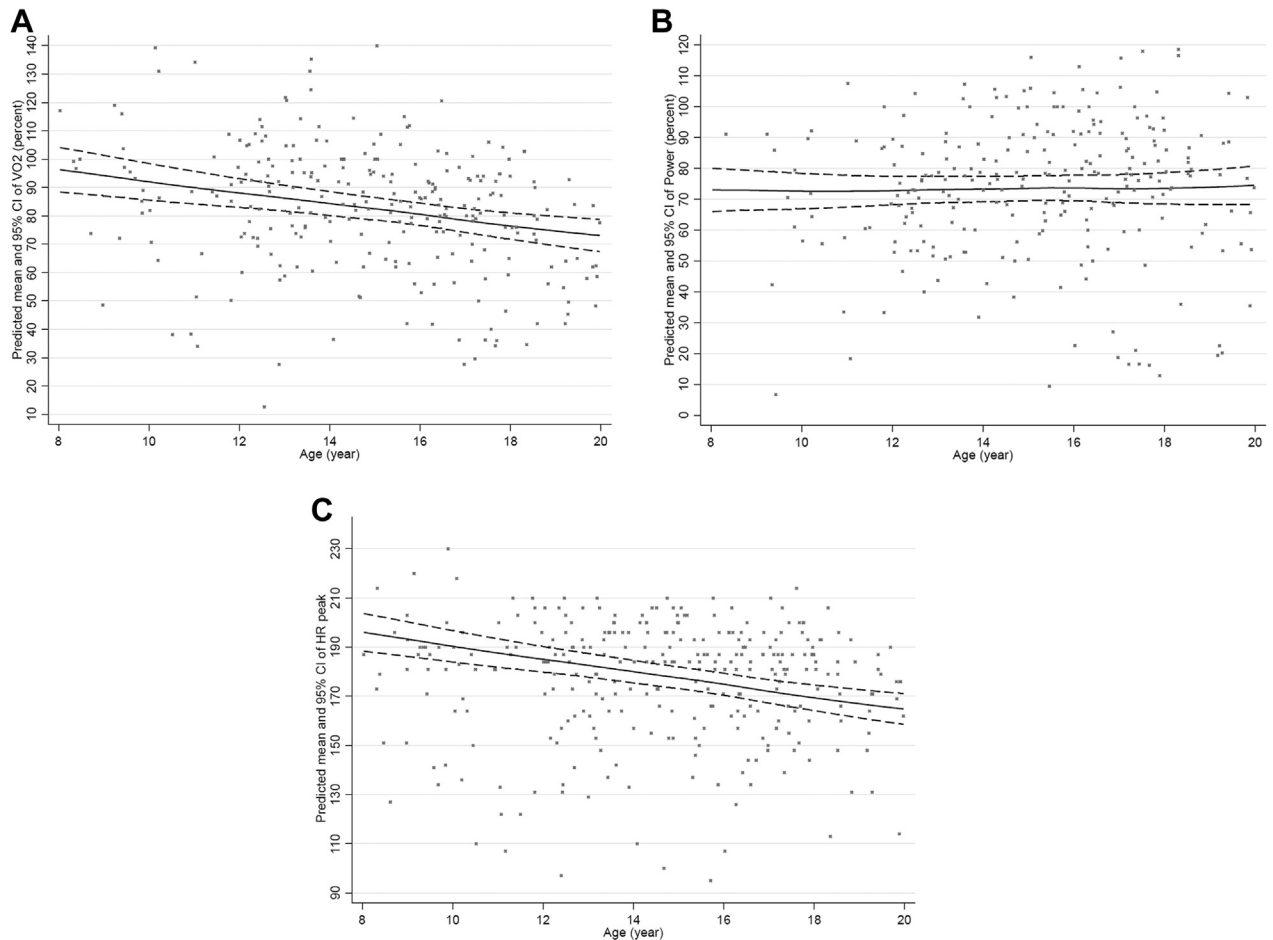 A
Predicted mean and 95% CI of VO2 (percent)
140
130
120
110
100
90
80
70
60
50
40
30
20
10
8 10 12 14 16 18 20
Age (year)
B
Predicted mean and 95% CI of Power (percent)
120
110
100
90
80
70
60
50
40
30
20
10
0
8 10 12 14 16 18 20
Age (year)
C
Predicted mean and 95% CI of HR peak
230
210
190
170
150
130
110
90
8 10 12 14 16 18 20
Age (year)